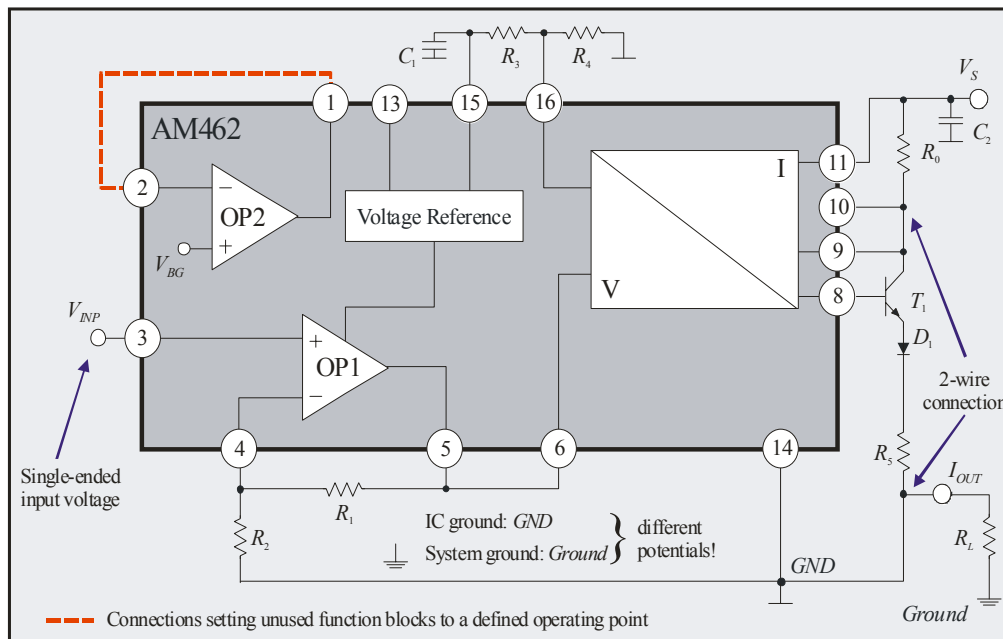 C1
R3
R4
VS
1
13
15
16
AM462
C2
R0
11
I
2
−
OP2
+
VBG
Voltage Reference
10
9
V
8
T1
VINP
3
+
OP1
−
D1
2-wire
connection
4
5
6
14
Single-ended
input voltage
R5
IOUT
R1
R2
IC ground: GND
System ground: Ground
different
potentials!
RL
GND
Ground
Connections setting unused function blocks to a defined operating point